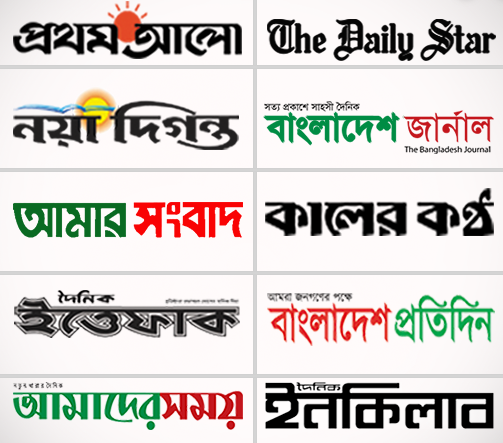 প্রথম আলো
The Daily Star
নয়া দিগন্ত
সত্য প্রকাশে সাহসী দৈনিক
বাংলাদেশ জার্নাল
The Bangladesh Journal
আমার সংবাদ
কালের কণ্ঠ
দৈনিক
ইত্তেফাক
আমরা জনগণের পক্ষে
বাংলাদেশ প্রতিদিন
নতুন ধারার দৈনিক
আমাদের সময়
দৈনিক
ইনকিলাব